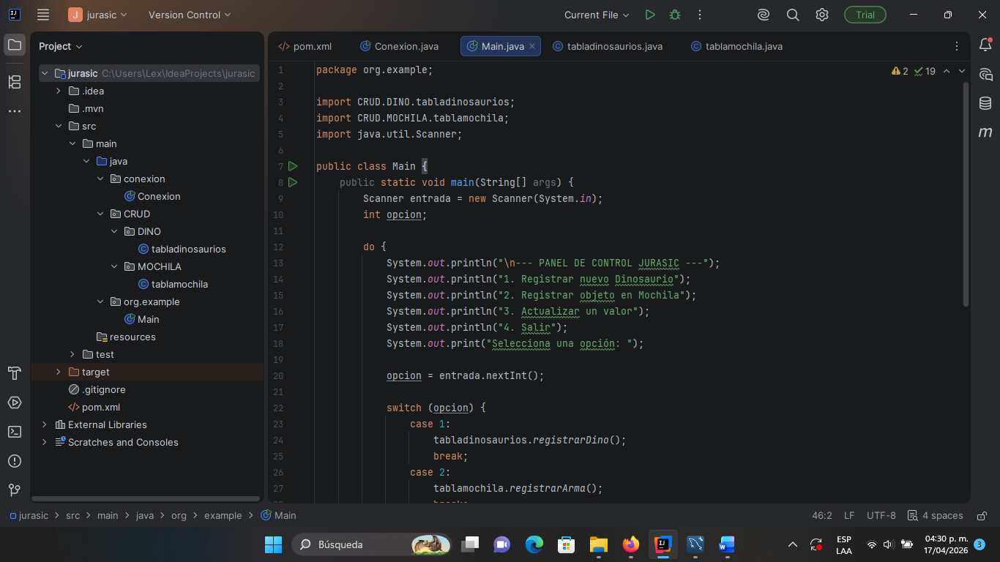 J jurasic Version Control Current File Trial
Project
jurasic C:\Users\Lex\IdeaProjects\jurasic
.idea
.mvn
src
main
java
conexion
Conexion
CRUD
DINO
tabladinosaurios
MOCHILA
tablamochila
org.example
Main
resources
test
target
.gitignore
pom.xml
External Libraries
Scratches and Consoles
pom.xml Conexion.java Main.java tabladinosaurios.java tablamochila.java
2 19
1 package org.example;
2
3 import CRUD.DINO.tabladinosaurios;
4 import CRUD.MOCHILA.tablamochila;
5 import java.util.Scanner;
6
7 public class Main {
8 public static void main(String[] args) {
9 Scanner entrada = new Scanner(System.in);
10 int opcion;
11
12 do {
13 System.out.println("\n--- PANEL DE CONTROL JURASIC ---");
14 System.out.println("1. Registrar nuevo Dinosaurio");
15 System.out.println("2. Registrar objeto en Mochila");
16 System.out.println("3. Actualizar un valor");
17 System.out.println("4. Salir");
18 System.out.print("Selecciona una opción: ");
19
20 opcion = entrada.nextInt();
21
22 switch (opcion) {
23 case 1:
24 tabladinosaurios.registrarDino();
25 break;
26 case 2:
27 tablamochila.registrarArma();
jurasic > src > main > java > org > example > Main 46:2 LF UTF-8 4 spaces
Búsqueda
ESP
LAA
04:30 p. m.
17/04/2026
3